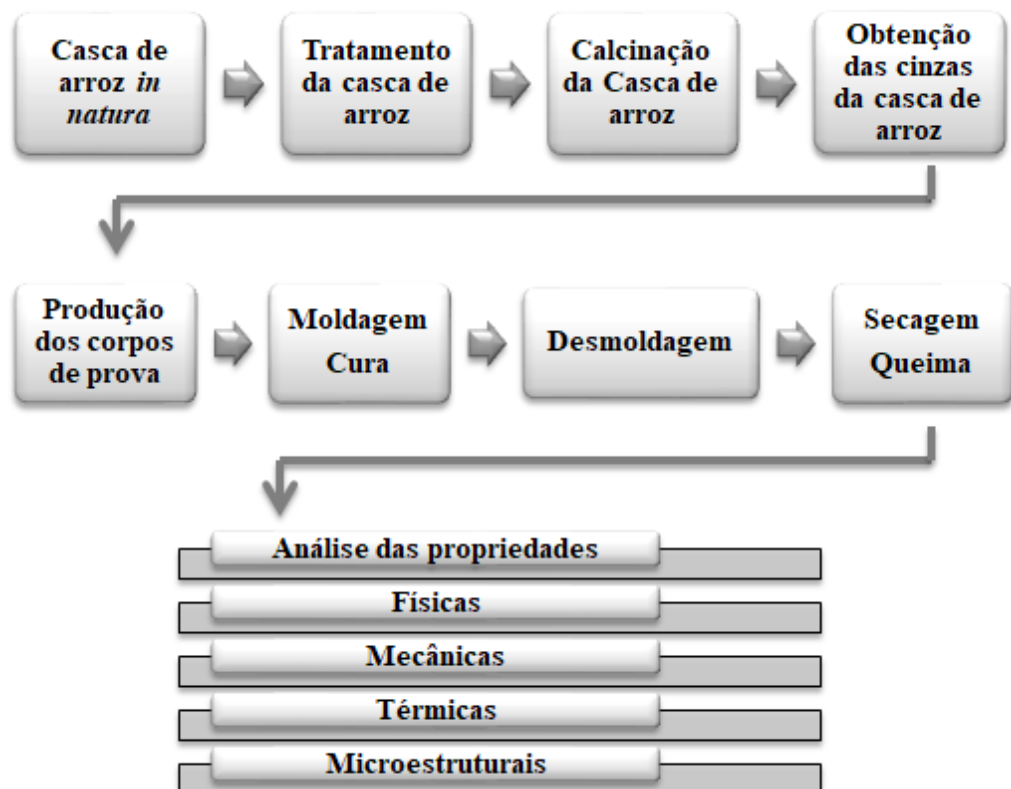 Casca de
arroz in
natura
Tratamento
da casca de
arroz
Calcinação
da Casca de
arroz
Obtenção
das cinzas
da casca de
arroz
Produção
dos corpos
de prova
Moldagem
Cura
Desmoldagem
Secagem
Queima
Análise das propriedades
Físicas
Mecânicas
Térmicas
Microestruturais